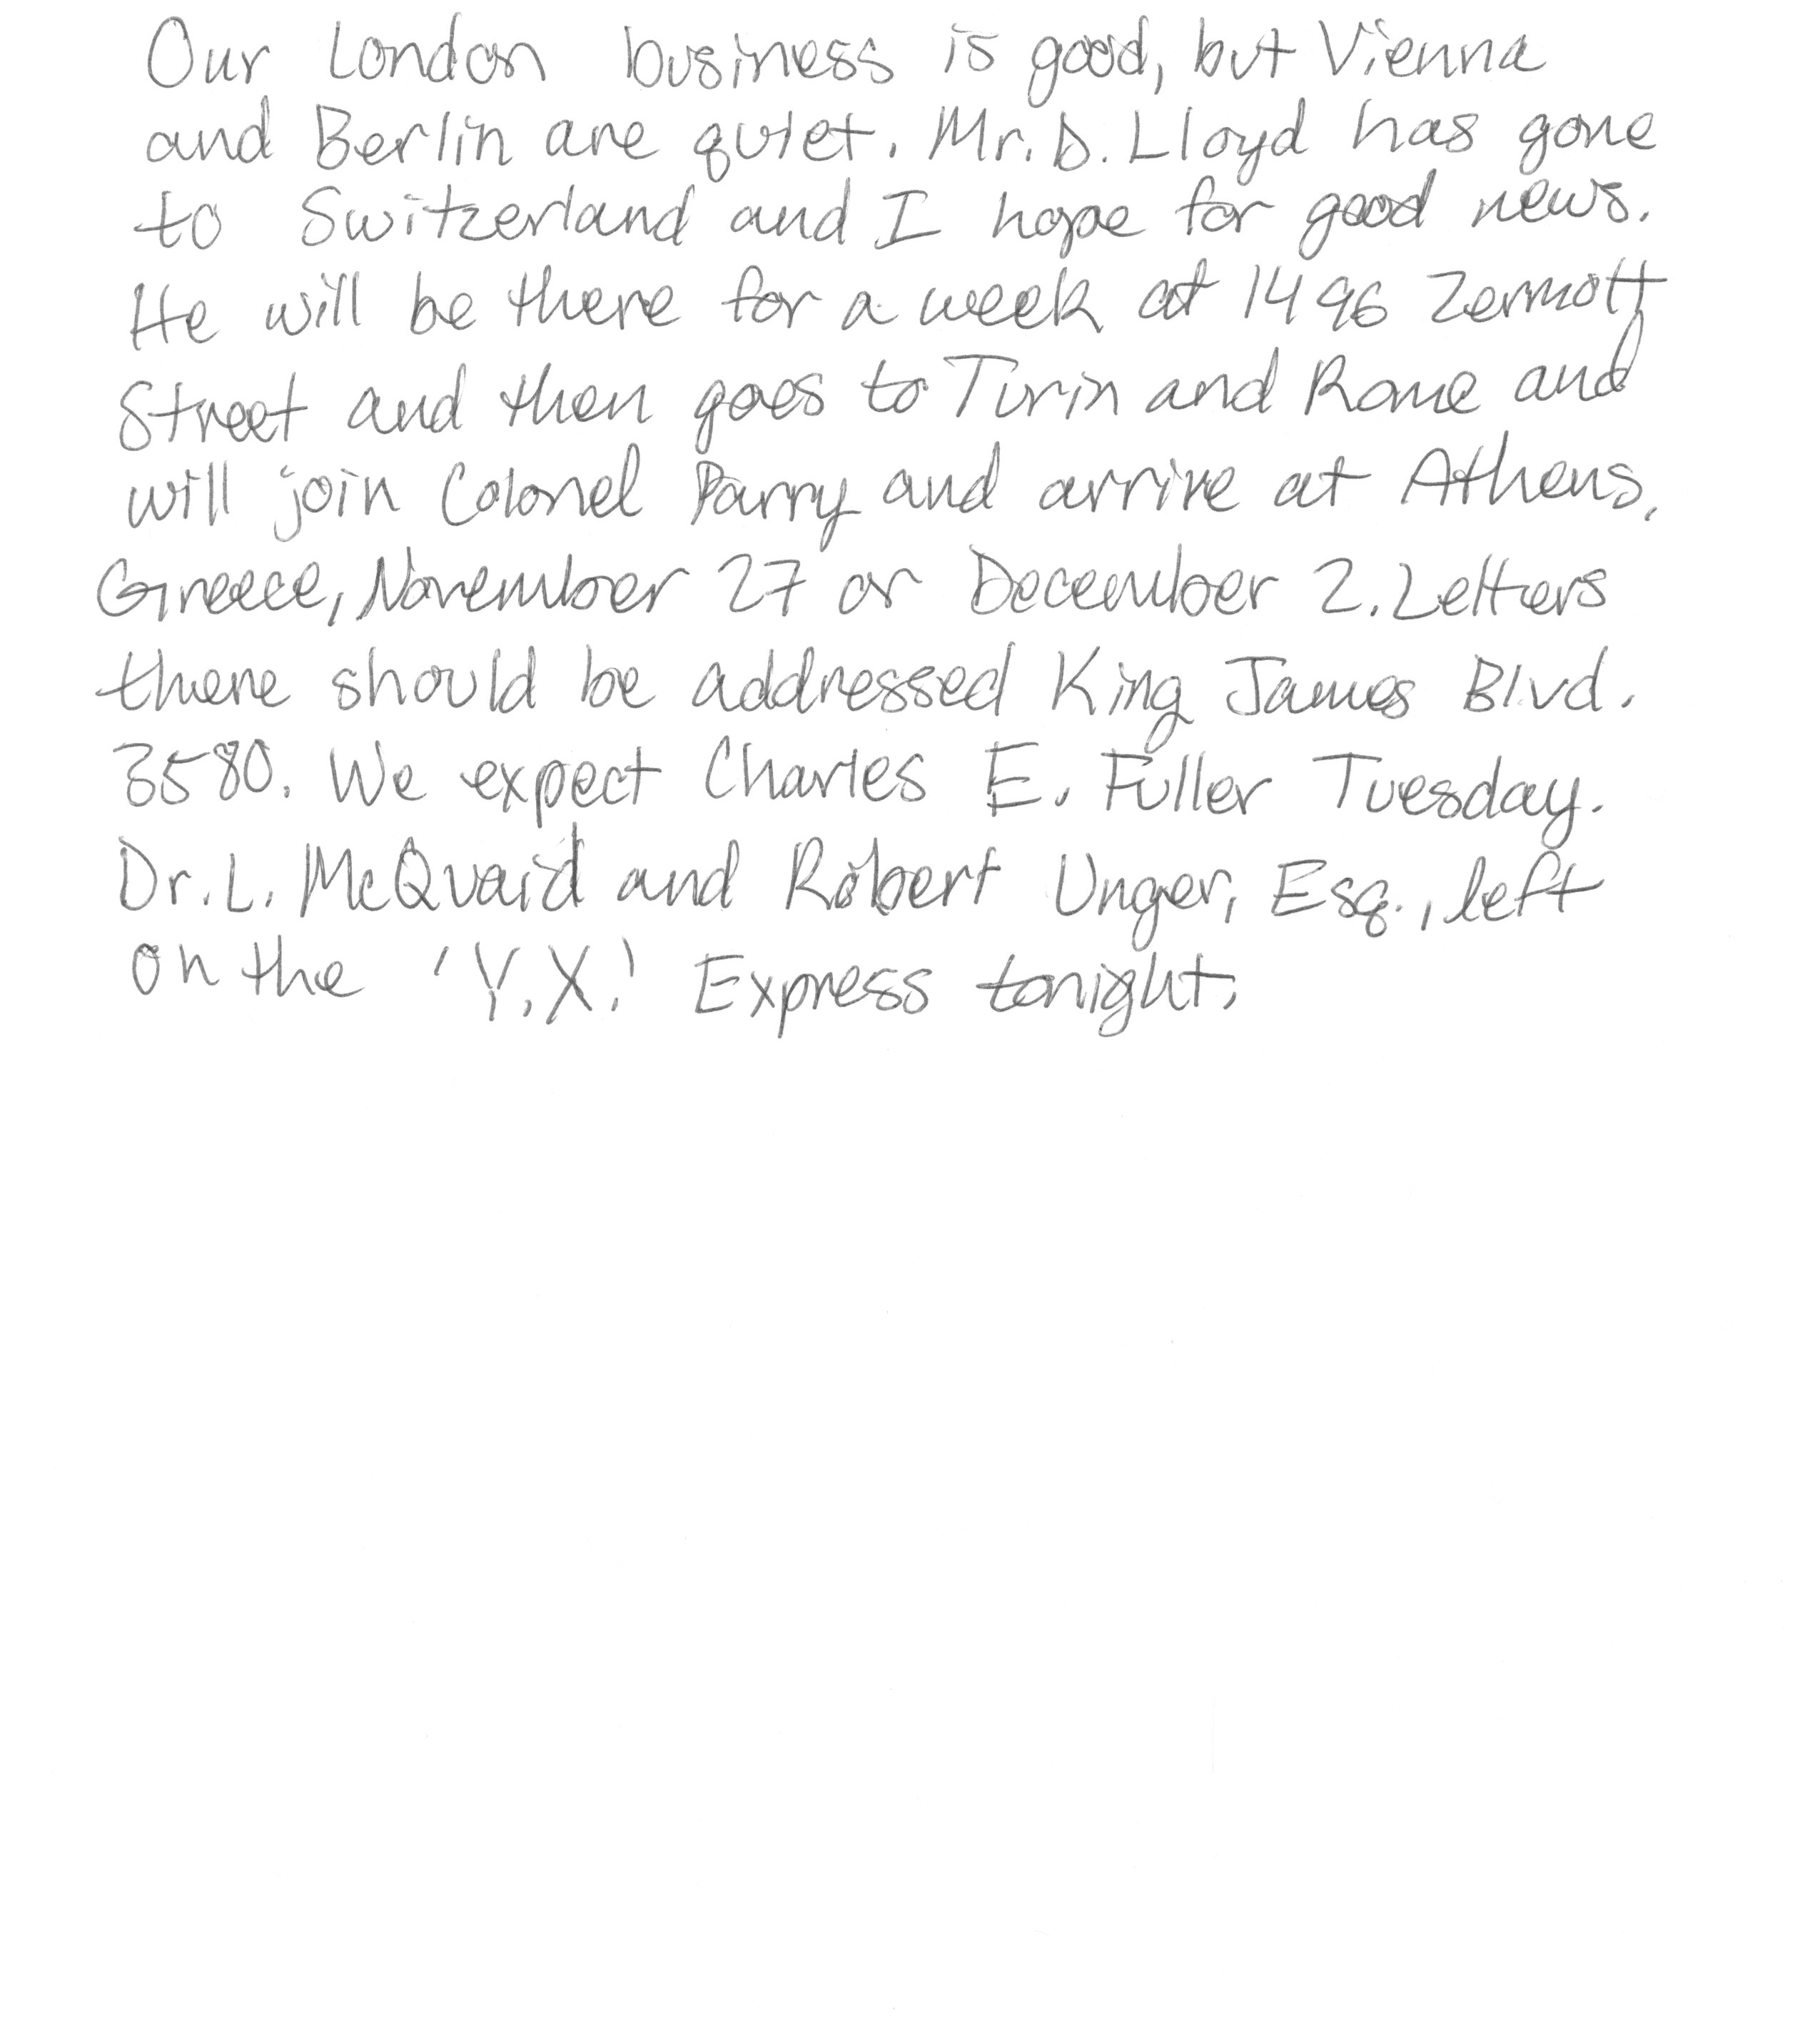 Our London business is good, but Vienna
and Berlin are quiet. Mr. D. Lloyd has gone
to Switzerland and I hope for good news.
He will be there for a week at 1496 Zermott
Street and then goes to Turin and Rome and
will join Colonel Parry and arrive at Athens,
Greece, November 27 or December 2. Letters
there should be addressed King James Blvd.
3580. We expect Charles E. Fuller Tuesday.
Dr. L. McQuaid and Robert Unger, Esq., left
on the 'Y.X.' Express tonight.